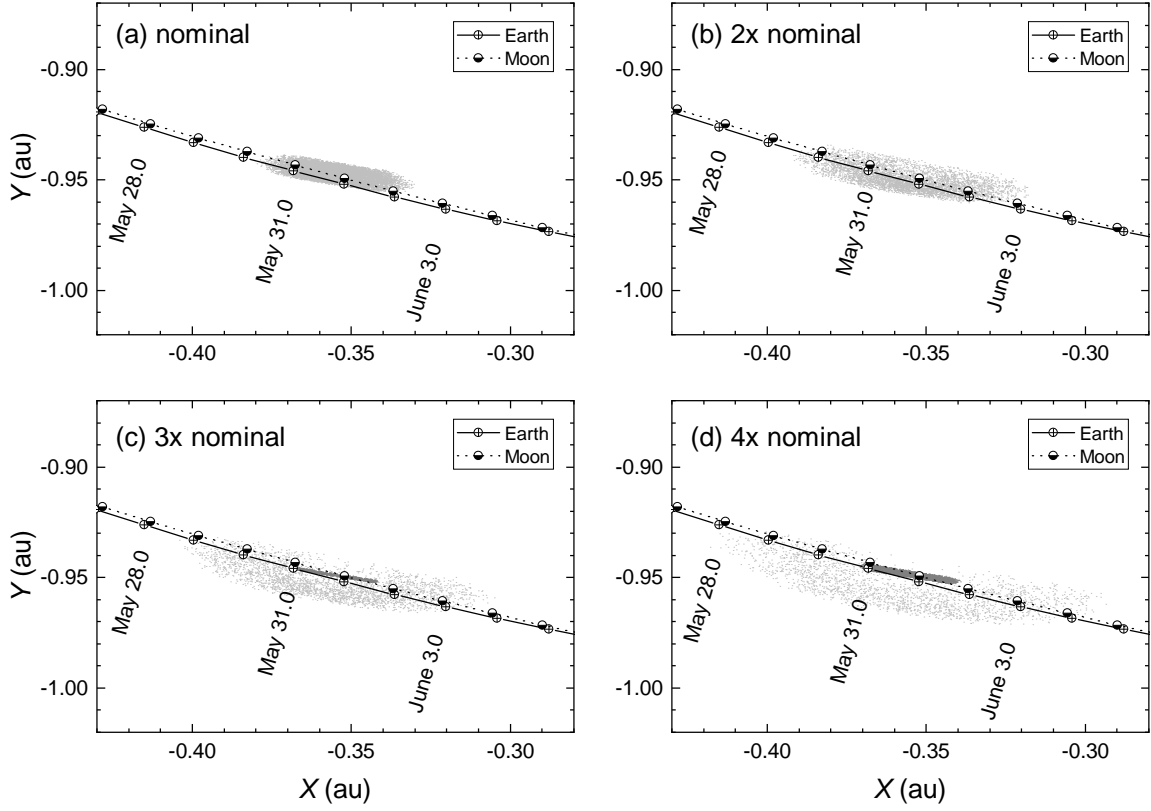 (a) nominal
Earth
Moon
-0.90
-0.95
-1.00
Y (au)
May 28.0
May 31.0
June 3.0
-0.40
-0.35
-0.30
(b) 2x nominal
Earth
Moon
-0.90
-0.95
-1.00
May 28.0
May 31.0
June 3.0
-0.40
-0.35
-0.30
(c) 3x nominal
Earth
Moon
-0.90
-0.95
-1.00
Y (au)
May 28.0
May 31.0
June 3.0
-0.40
-0.35
-0.30
X (au)
(d) 4x nominal
Earth
Moon
-0.90
-0.95
-1.00
May 28.0
May 31.0
June 3.0
-0.40
-0.35
-0.30
X (au)